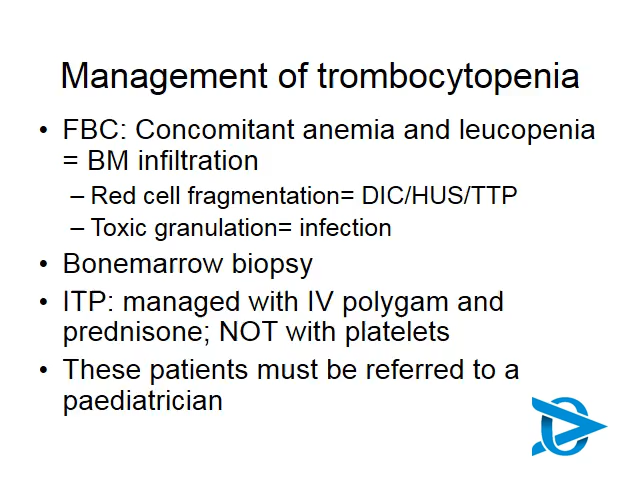 Management of trombocytopenia
• FBC: Concomitant anemia and leucopenia
= BM infiltration
– Red cell fragmentation= DIC/HUS/TTP
– Toxic granulation= infection
• Bonemarrow biopsy
• ITP: managed with IV polygam and
prednisone; NOT with platelets
• These patients must be referred to a
paediatrician